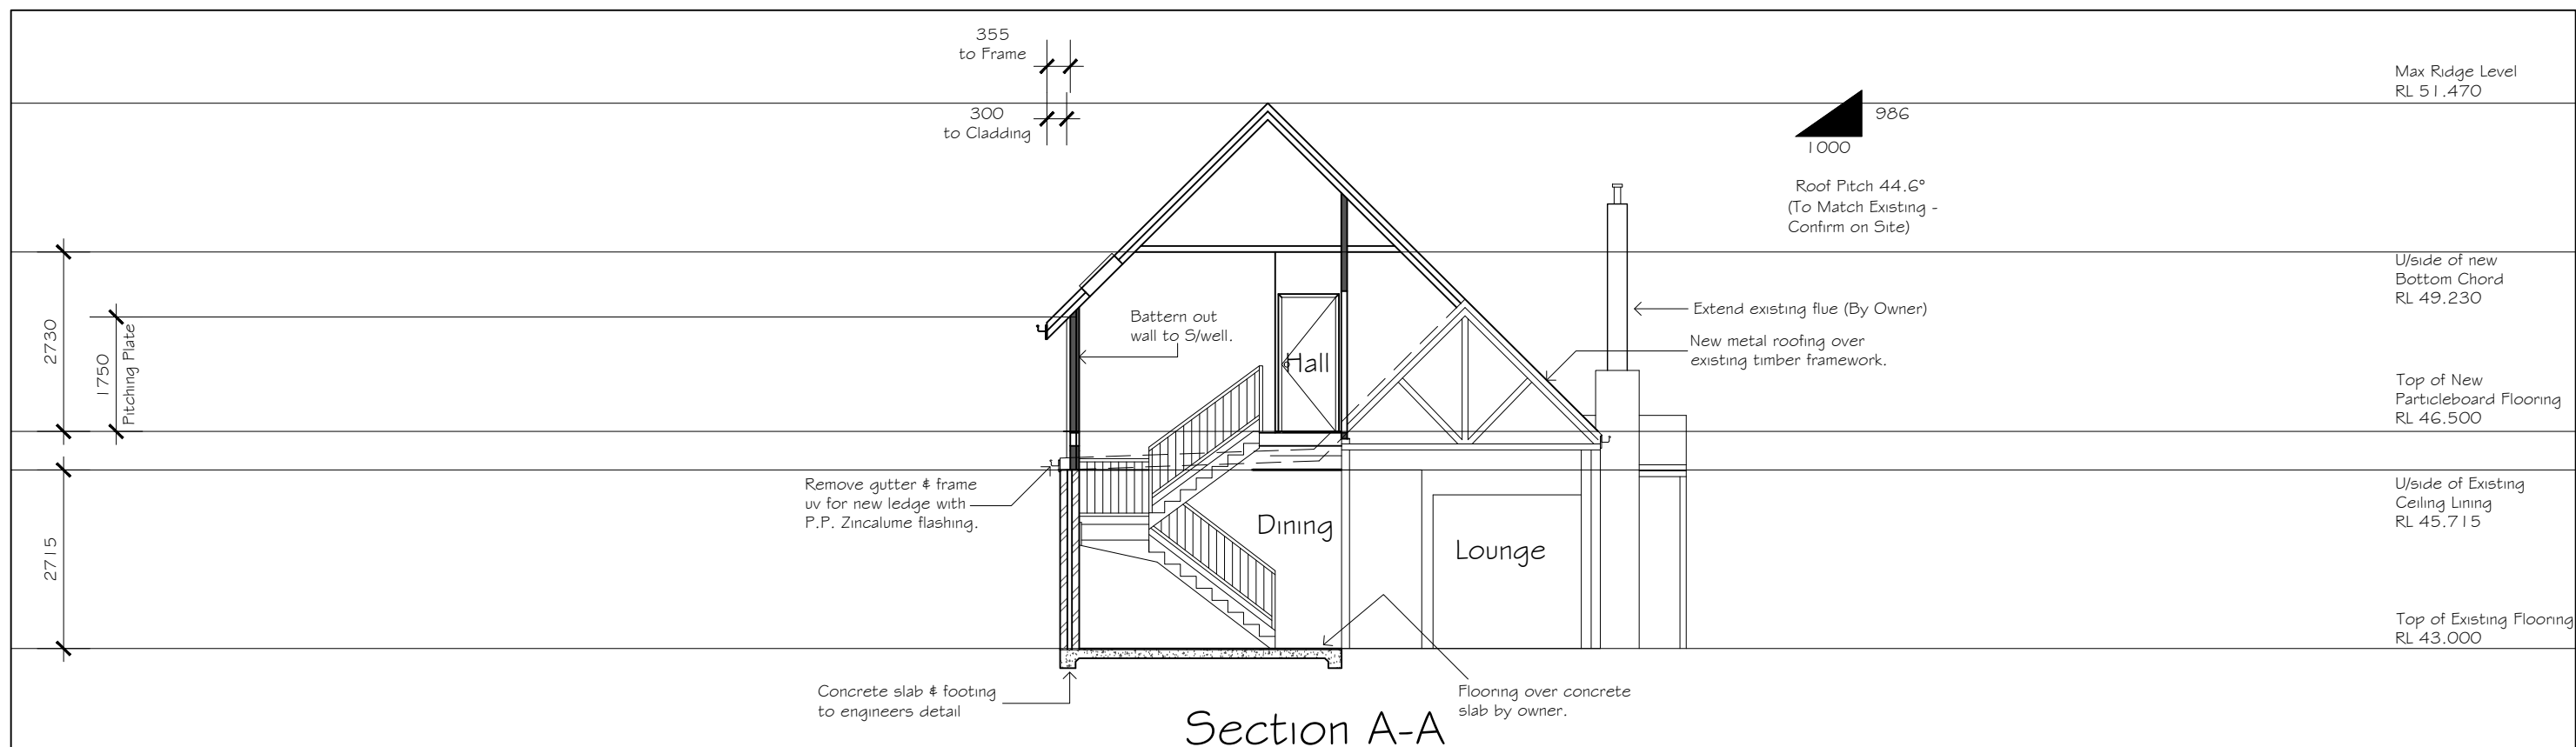 355
to Frame
300
to Cladding
Max Ridge Level
RL 51.470
986
1000
Roof Pitch 44.6°
(To Match Existing -
Confirm on Site)
U/side of new
Bottom Chord
RL 49.230
2730
1750
Pitching Plate
Battern out
wall to S/well.
Hall
Extend existing flue (By Owner)
New metal roofing over
existing timber framework.
Top of New
Particleboard Flooring
RL 46.500
Remove gutter & frame
uv for new ledge with
P.P. Zincalume flashing.
U/side of Existing
Ceiling Lining
RL 45.715
2715
Dining
Lounge
Top of Existing Flooring
RL 43.000
Concrete slab & footing
to engineers detail
Flooring over concrete
slab by owner.
Section A-A